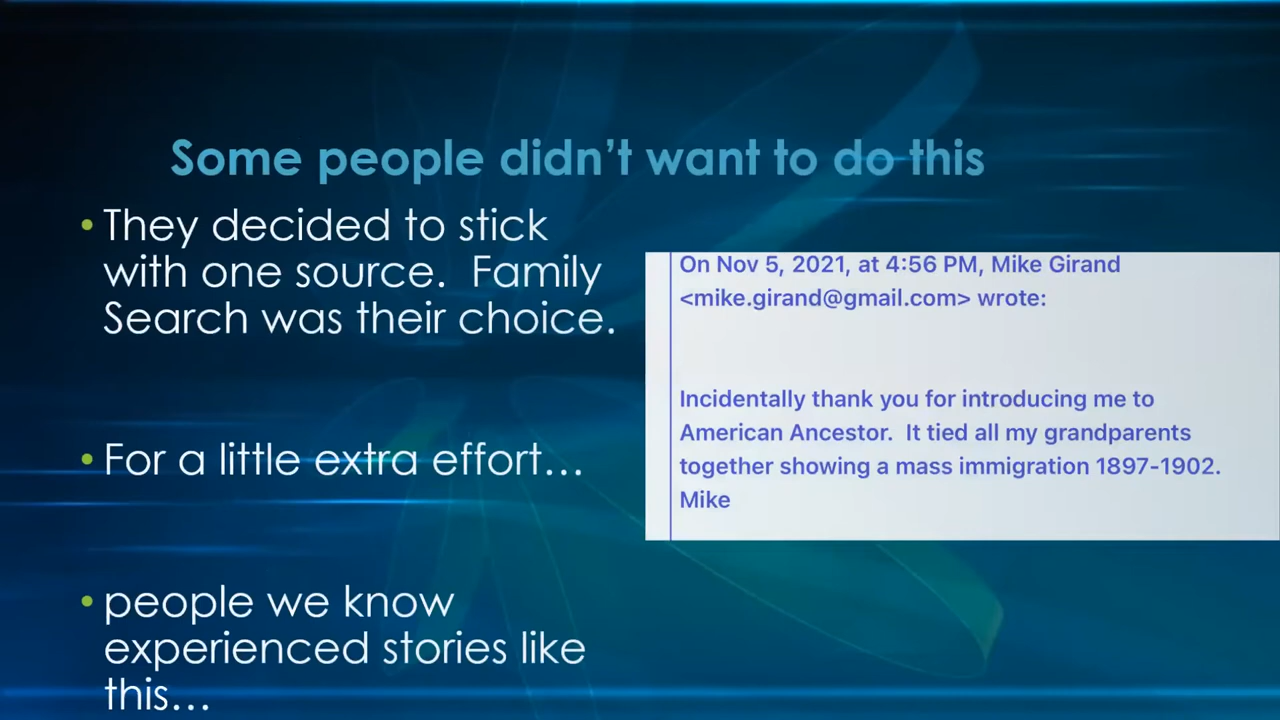 Some people didn’t want to do this
• They decided to stick
with one source.  Family
Search was their choice.
• For a little extra effort…
• people we know
experienced stories like
this…
On Nov 5, 2021, at 4:56 PM, Mike Girand
<mike.girand@gmail.com> wrote:
Incidentally thank you for introducing me to
American Ancestor.  It tied all my grandparents
together showing a mass immigration 1897-1902.
Mike